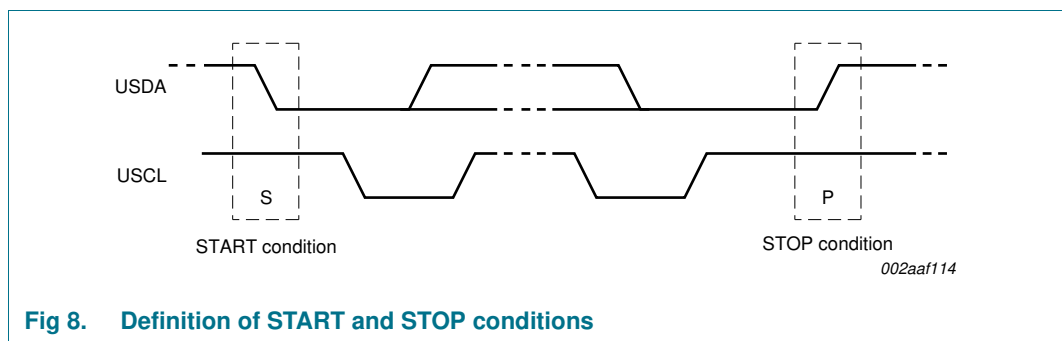 USDA
USCL
S
P
START condition
STOP condition
002aaf114
Fig 8. Definition of START and STOP conditions